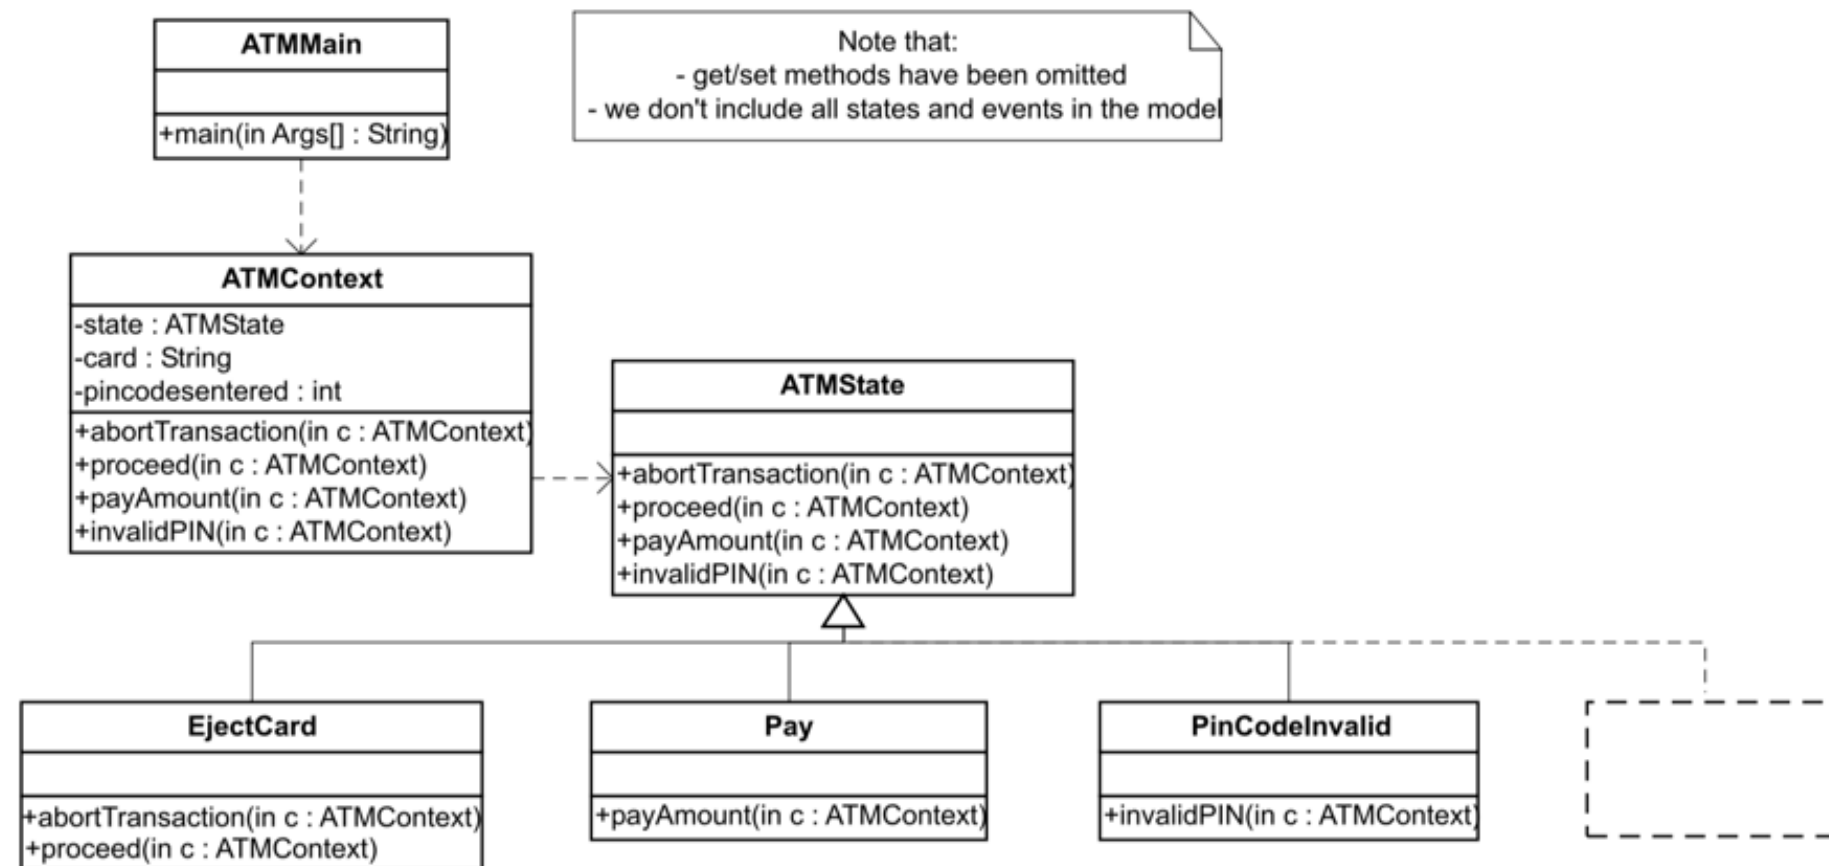 ATMMain
+main(in Args[] : String)
Note that:
- get/set methods have been omitted
- we don't include all states and events in the model
ATMContext
-state : ATMState
-card : String
-pincodesentered : int
+abortTransaction(in c : ATMContext)
+proceed(in c : ATMContext)
+payAmount(in c : ATMContext)
+invalidPIN(in c : ATMContext)
ATMState
+abortTransaction(in c : ATMContext)
+proceed(in c : ATMContext)
+payAmount(in c : ATMContext)
+invalidPIN(in c : ATMContext)
EjectCard
+abortTransaction(in c : ATMContext)
+proceed(in c : ATMContext)
Pay
+payAmount(in c : ATMContext)
PinCodeInvalid
+invalidPIN(in c : ATMContext)